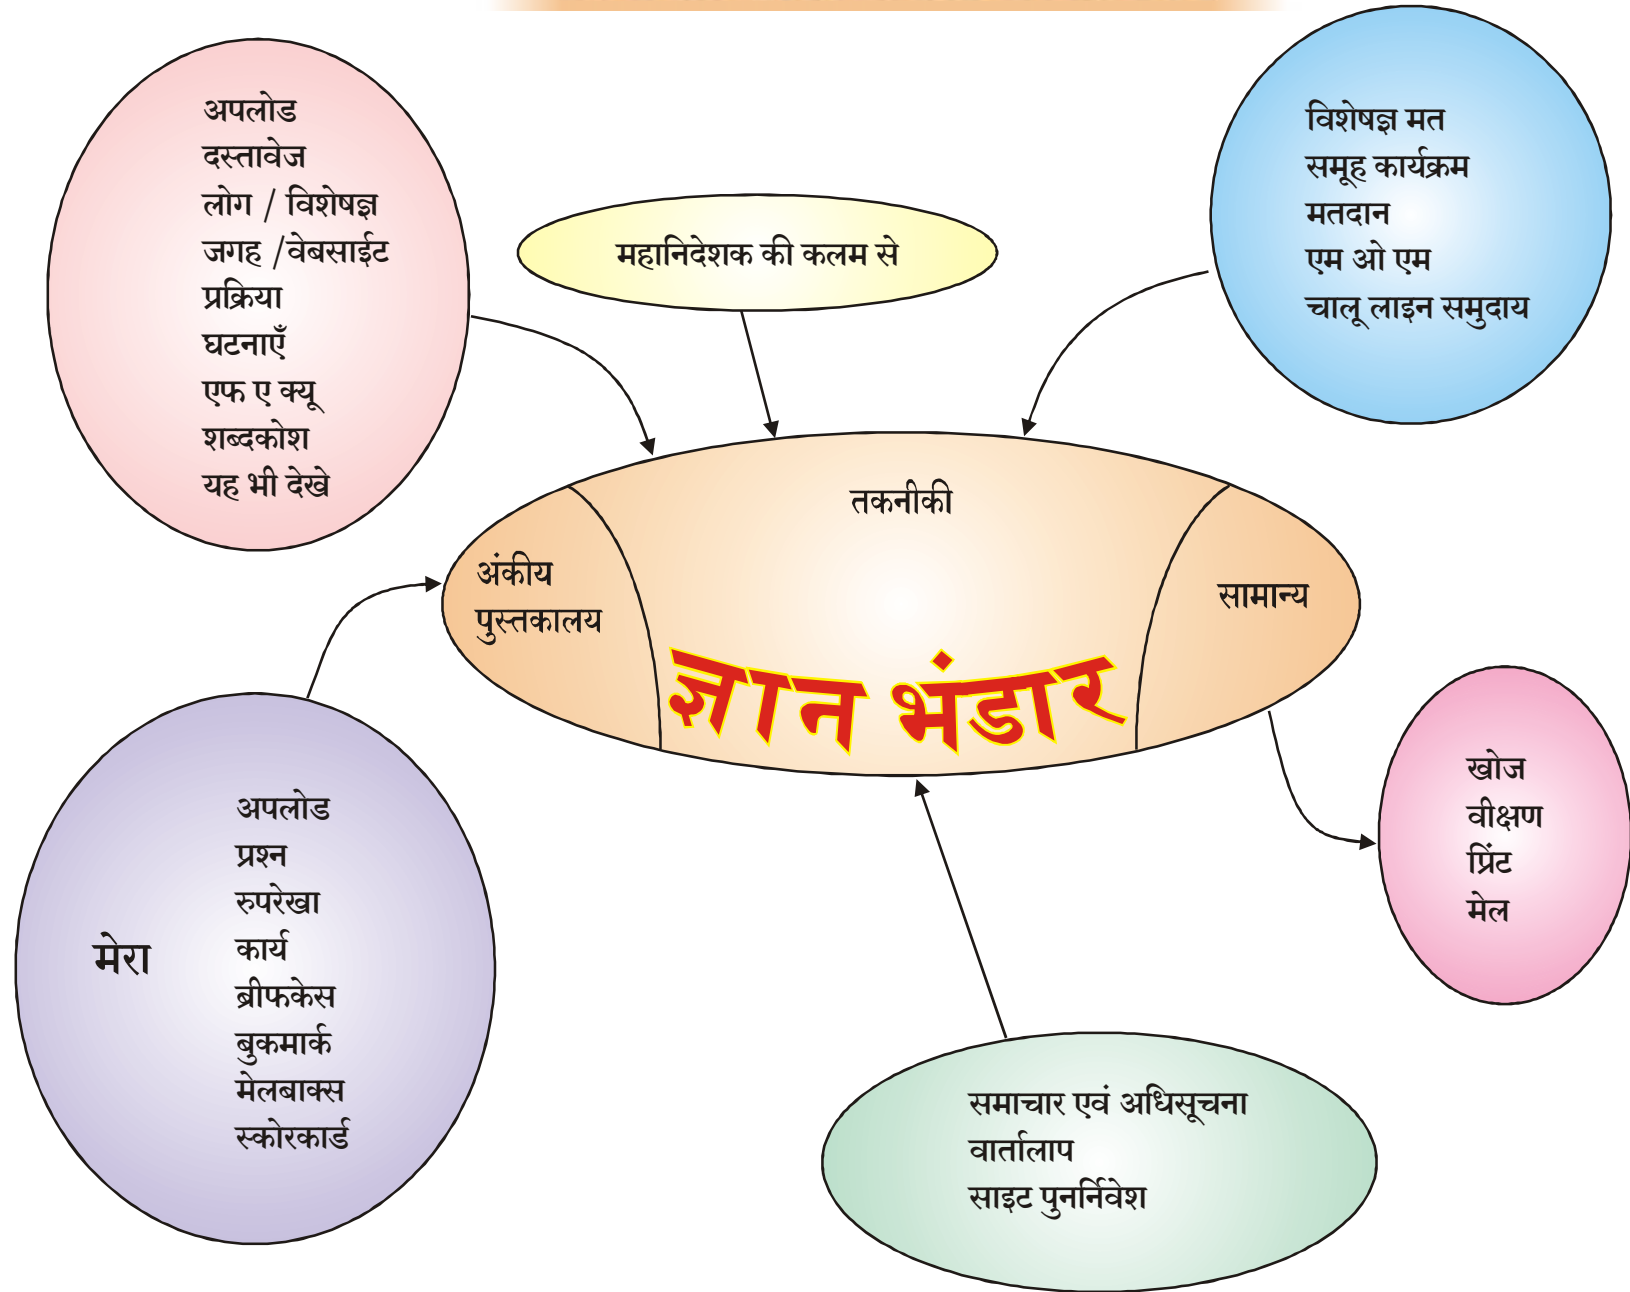 अपलोड
दस्तावेज
लोग / विशेषज्ञ
जगह /वेबसाईट
प्रक्रिया
घटनाएँ
एफ ए क्यू
शब्दकोश
यह भी देखे
महानिदेशक की कलम से
विशेषज्ञ मत
समूह कार्यक्रम
मतदान
एम ओ एम
चालू लाइन समुदाय
तकनीकी
अंकीय
पुस्तकालय
सामान्य
ज्ञान भंडार
मेरा
अपलोड
प्रश्न
रुपरेखा
कार्य
ब्रीफकेस
बुकमार्क
मेलबाक्स
स्कोरकार्ड
खोज
वीक्षण
प्रिंट
मेल
समाचार एवं अधिसूचना
वार्तालाप
साइट पुनर्निवेश